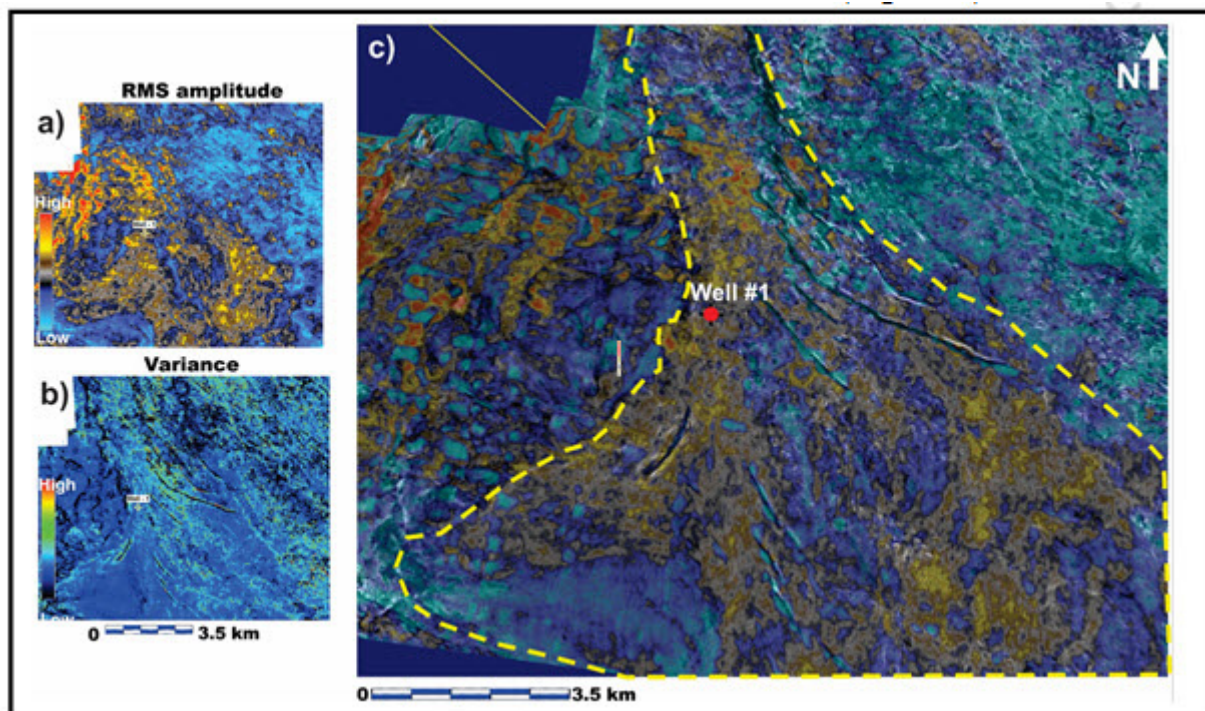 RMS amplitude
a)
High
Low
Variance
b)
High
0 3.5 km
c)
N
Well #1
0 3.5 km